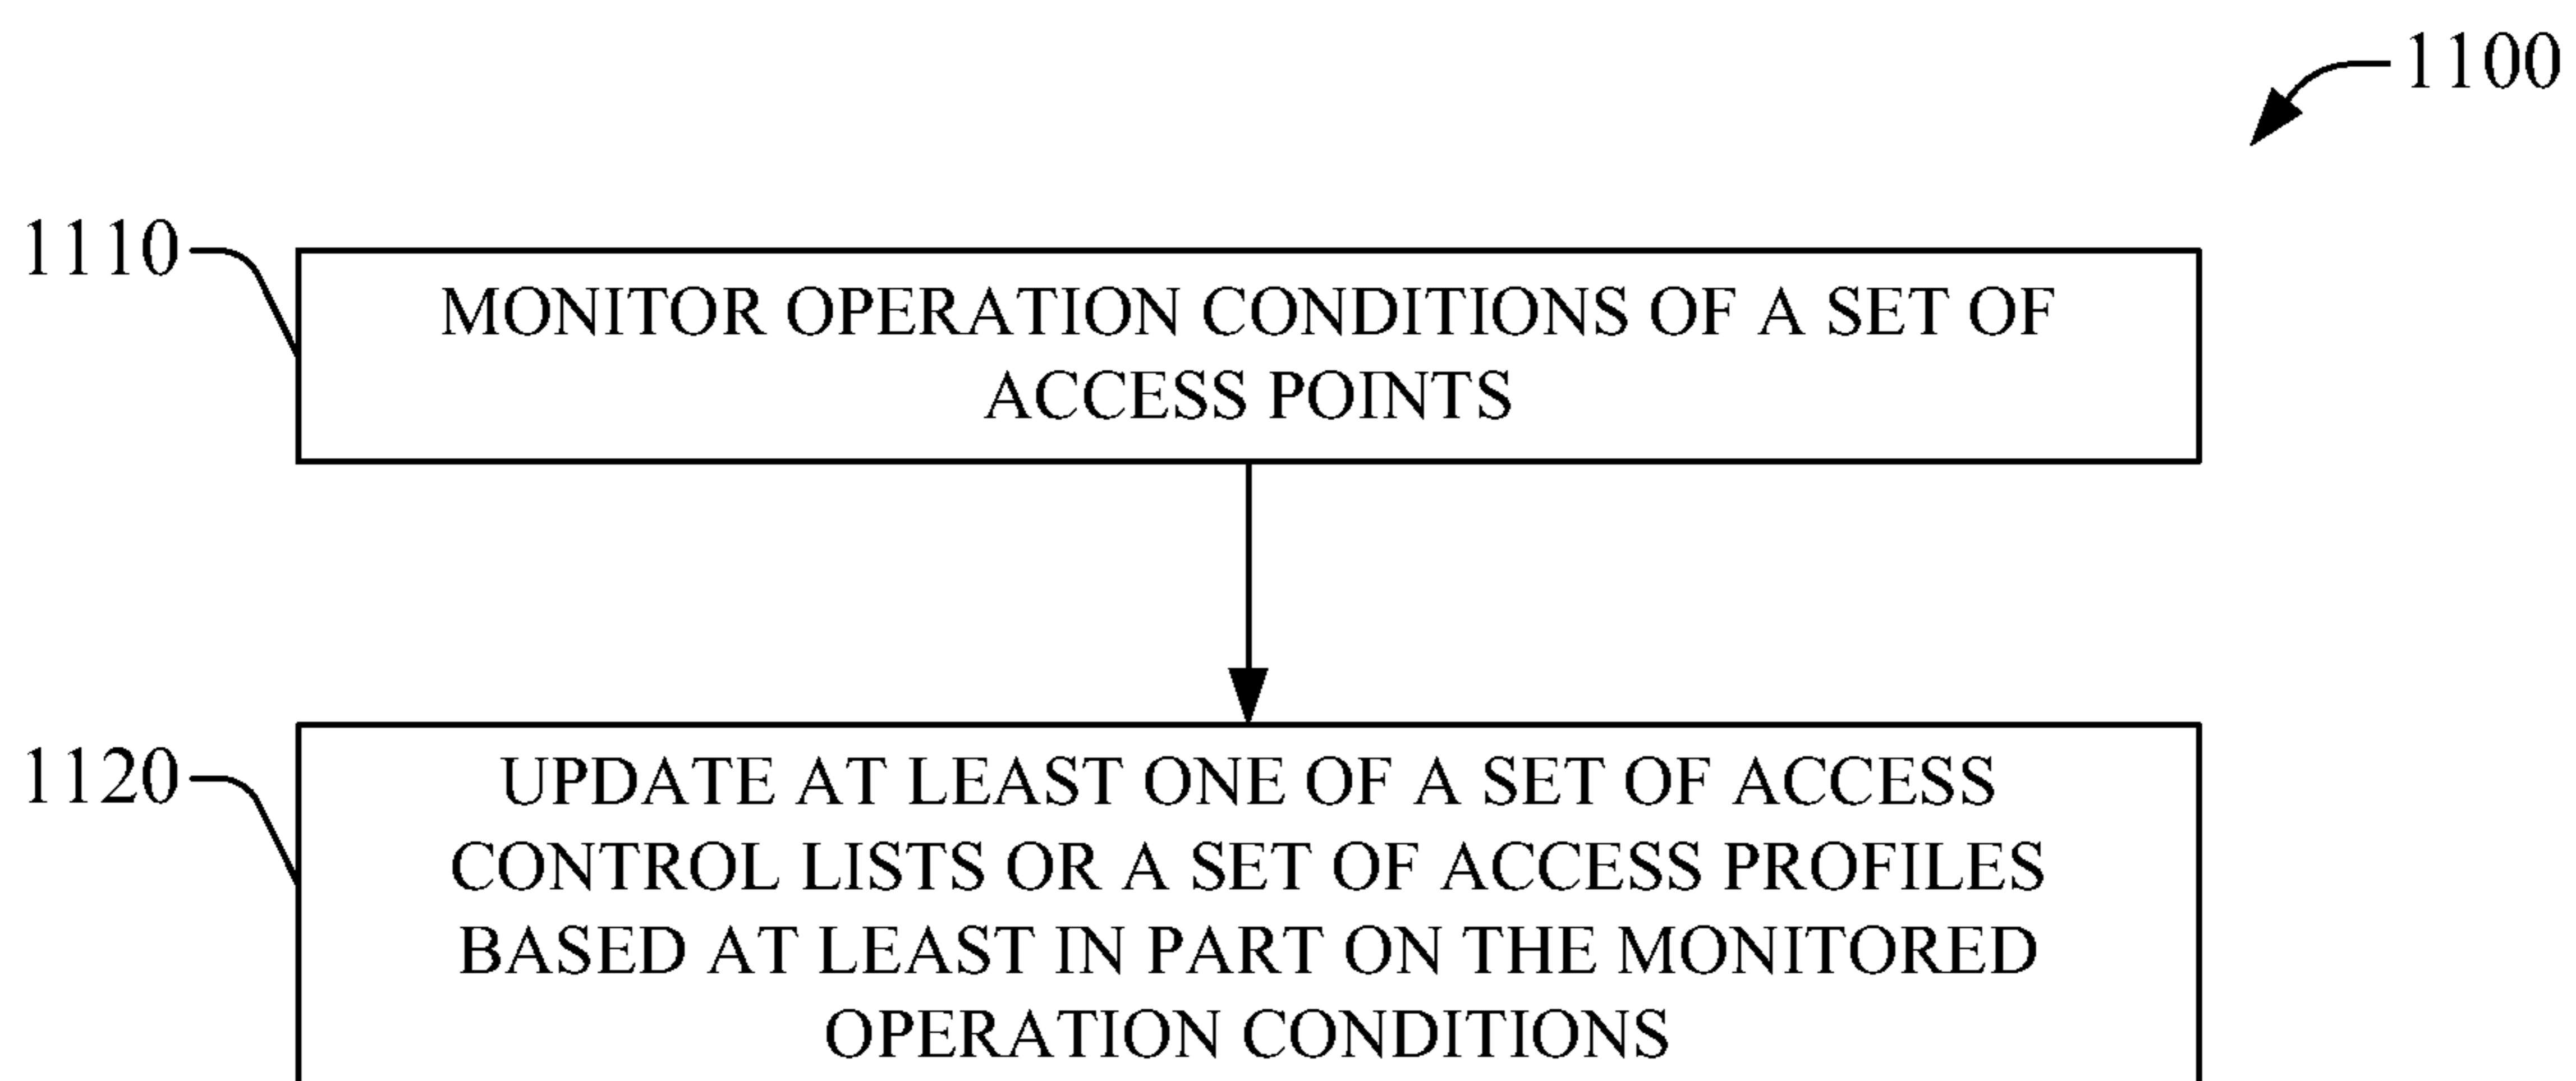 1100
1110
MONITOR OPERATION CONDITIONS OF A SET OF
ACCESS POINTS
1120
UPDATE AT LEAST ONE OF A SET OF ACCESS
CONTROL LISTS OR A SET OF ACCESS PROFILES
BASED AT LEAST IN PART ON THE MONITORED
OPERATION CONDITIONS